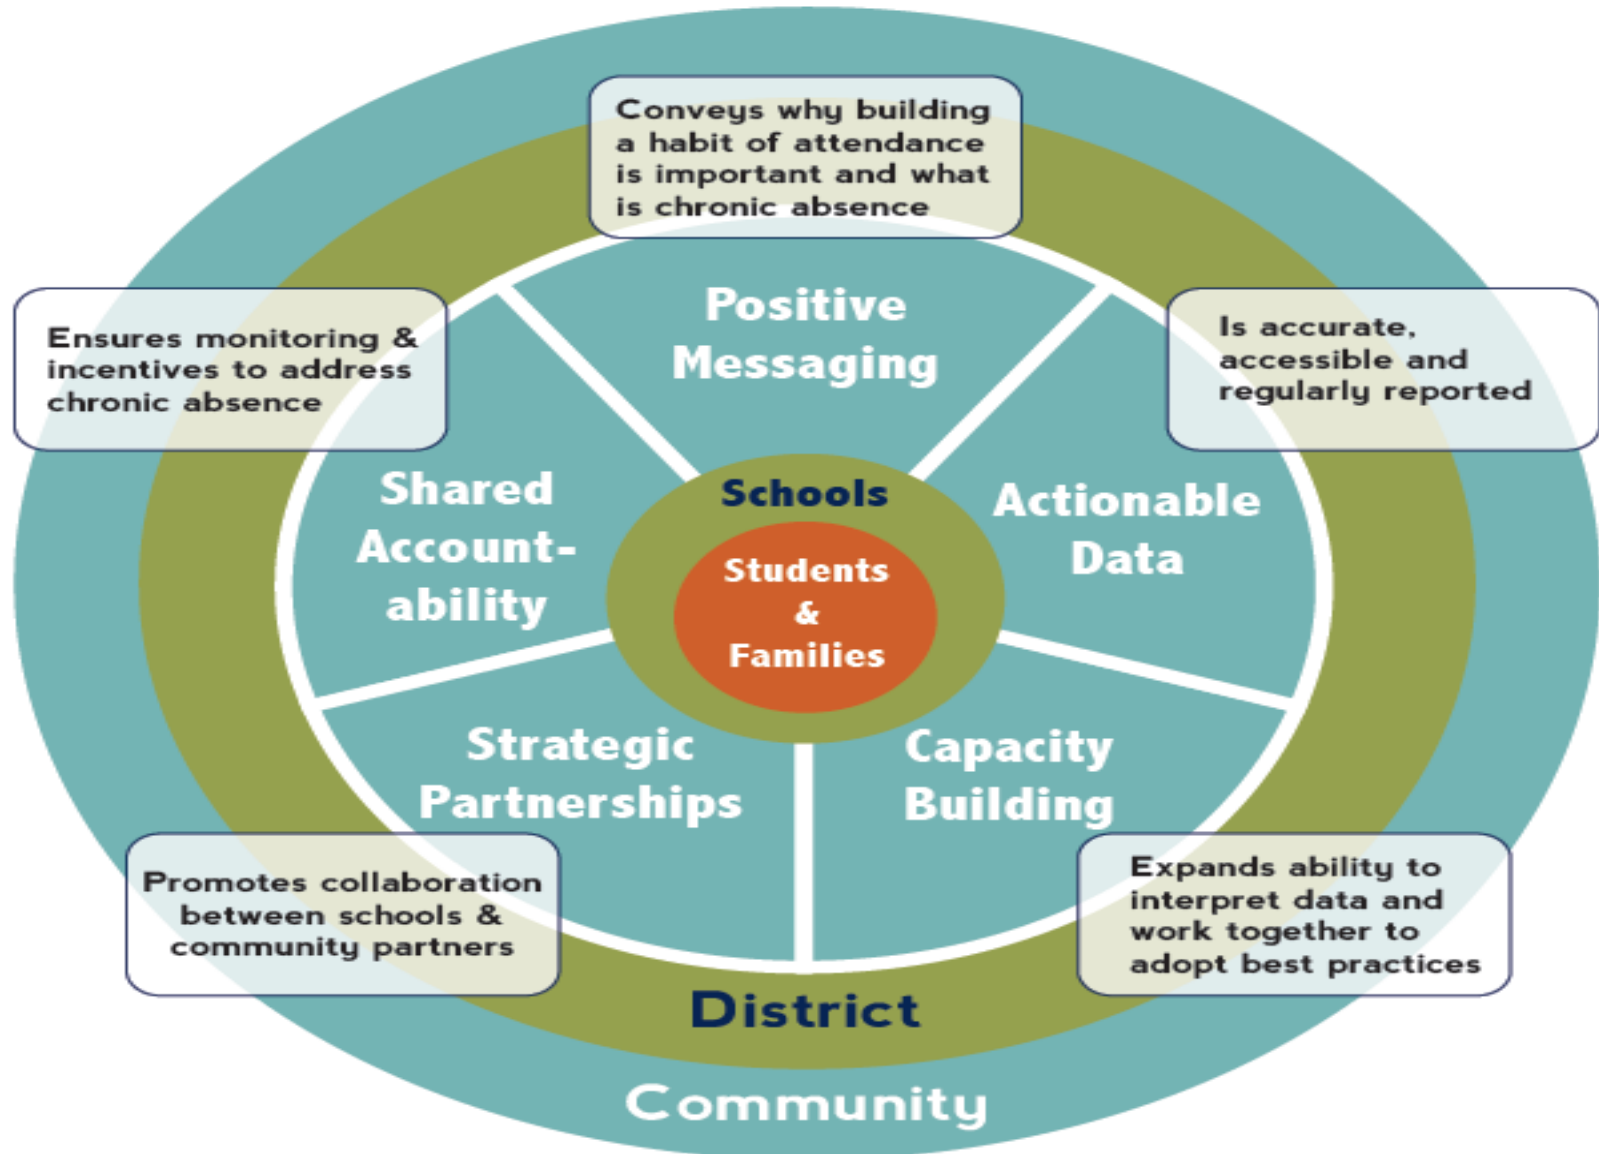 Conveys why building
a habit of attendance
is important and what
is chronic absence
Positive
Messaging
Ensures monitoring &
incentives to address
chronic absence
Is accurate,
accessible and
regularly reported
Shared
Account-
ability
Schools
Students
&
Families
Actionable
Data
Strategic
Partnerships
Capacity
Building
Promotes collaboration
between schools &
community partners
Expands ability to
interpret data and
work together to
adopt best practices
District
Community